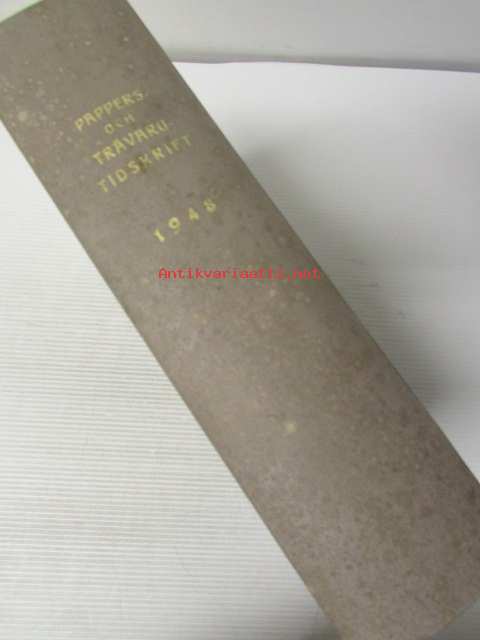 PAPPERS
OCH
TRÄVARU
TIDSKRIFT
1948
Antikvariaatti.net